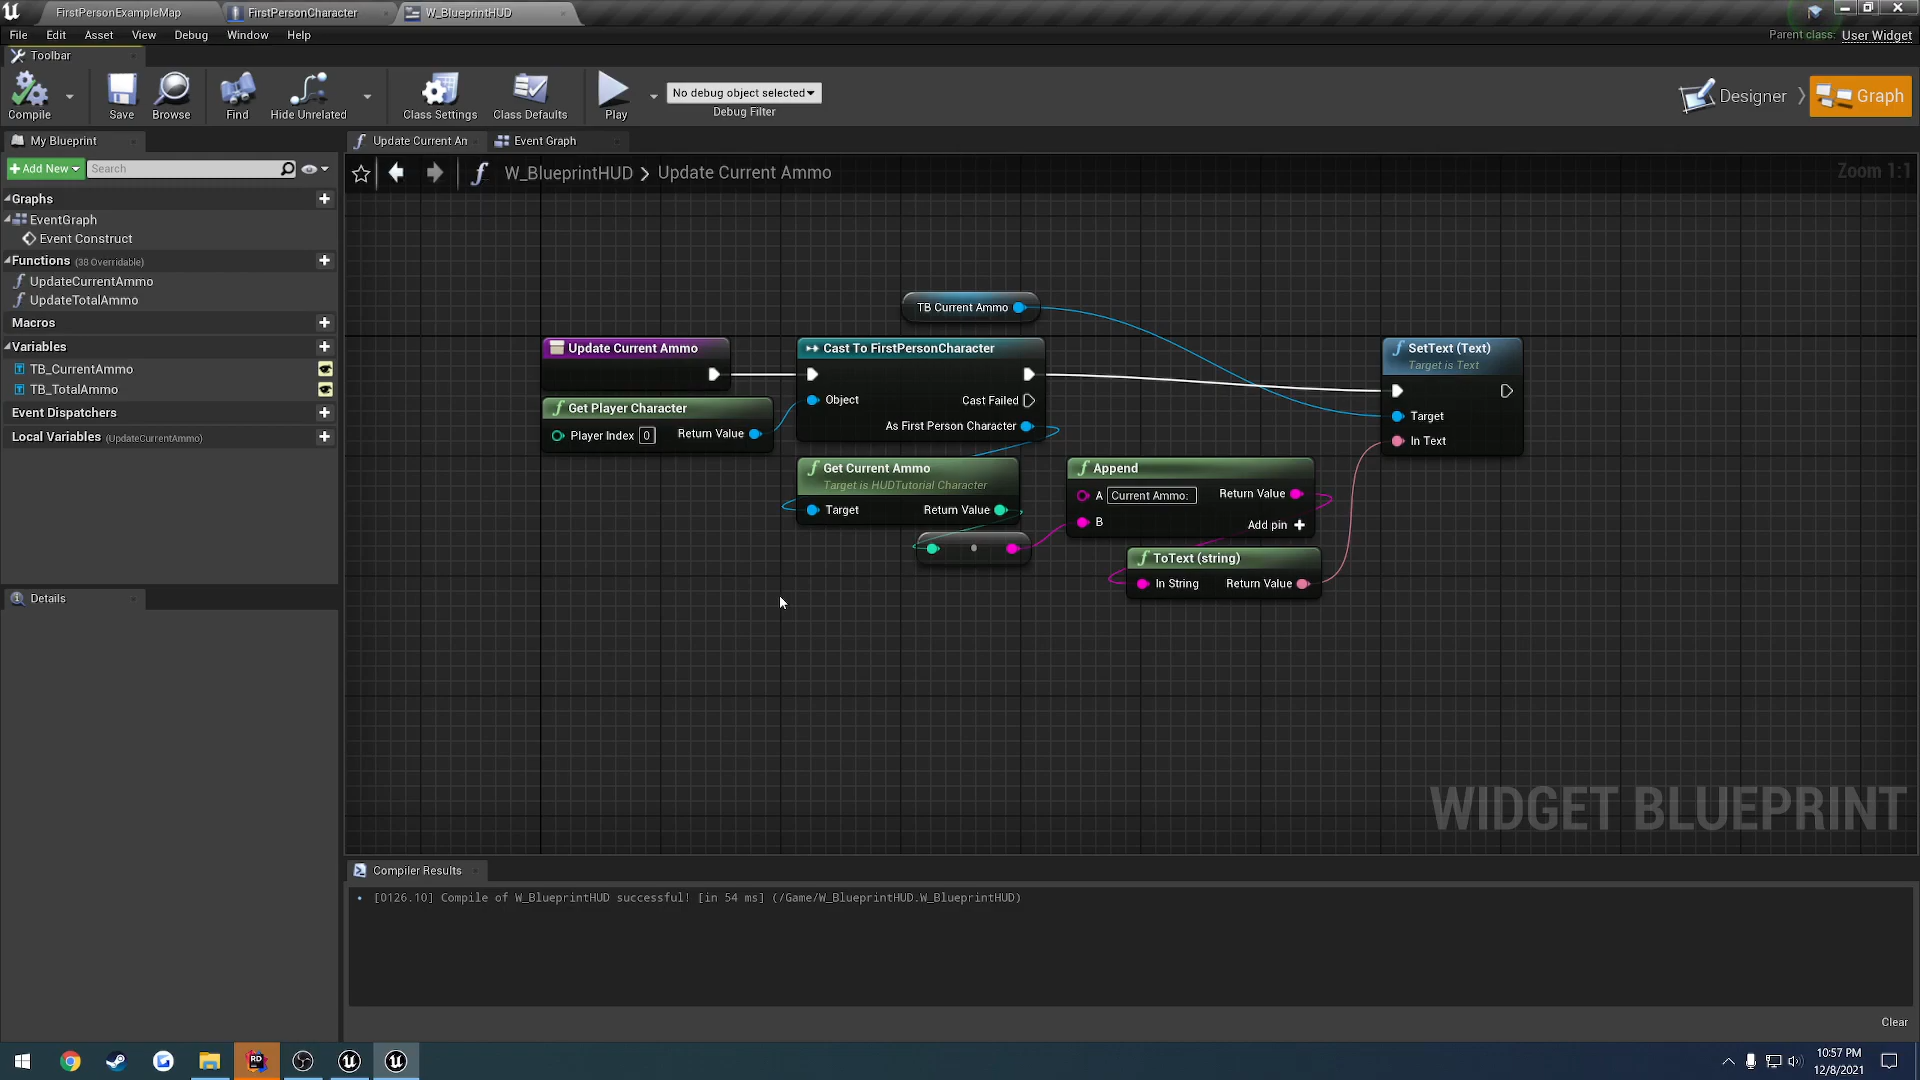 FirstPersonExampleMap
FirstPersonCharacter
W_BlueprintHUD
File Edit Asset View Debug Window Help
Parent class: User Widget
Toolbar
Compile
Save
Browse
Find
Hide Unrelated
Class Settings
Class Defaults
Play
No debug object selected
Debug Filter
Designer
Graph
My Blueprint
Update Current An
Event Graph
Add New
Search
W_BlueprintHUD > Update Current Ammo
Zoom 1:1
Graphs
EventGraph
Event Construct
Functions (38 Overridable)
UpdateCurrentAmmo
UpdateTotalAmmo
Macros
Variables
TB_CurrentAmmo
TB_TotalAmmo
Event Dispatchers
Local Variables (UpdateCurrentAmmo)
Details
TB Current Ammo
Update Current Ammo
Get Player Character
Player Index 0 Return Value
Cast To FirstPersonCharacter
Object
Cast Failed
As First Person Character
Get Current Ammo
Target is HUDTutorial Character
Target Return Value
Append
A Current Ammo: Return Value
B
Add pin +
ToText (string)
In String Return Value
SetText (Text)
Target is Text
Target
In Text
WIDGET BLUEPRINT
Compiler Results
[0126.10] Compile of W_BlueprintHUD successful! [in 54 ms] (/Game/W_BlueprintHUD.W_BlueprintHUD)
Clear
RD
10:57 PM
12/8/2021